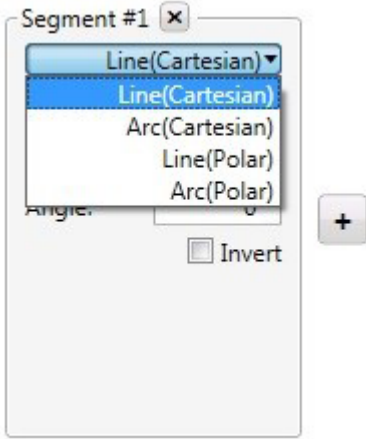 Segment #1 ×
Line(Cartesian)
Line(Cartesian)
Arc(Cartesian)
Line(Polar)
Arc(Polar)
Angle: 0
+
Invert